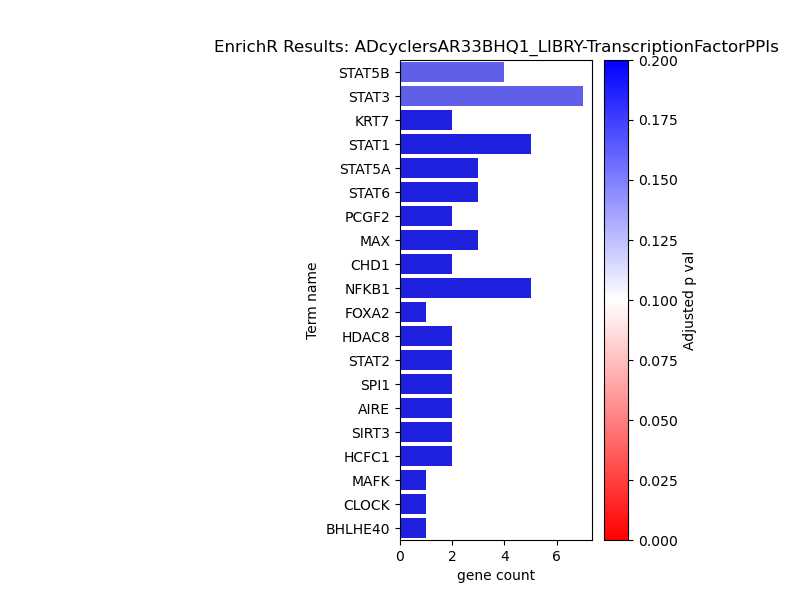 EnrichR Results: ADcyclersAR33BHQ1_LIBRY-TranscriptionFactorPPIs
STAT5B
STAT3
KRT7
STAT1
STAT5A
STAT6
PCGF2
MAX
CHD1
NFKB1
FOXA2
HDAC8
STAT2
SPI1
AIRE
SIRT3
HCFC1
MAFK
CLOCK
BHLHE40
Term name
0 2 4 6
gene count
0.200
0.175
0.150
0.125
0.100
0.075
0.050
0.025
0.000
Adjusted p val